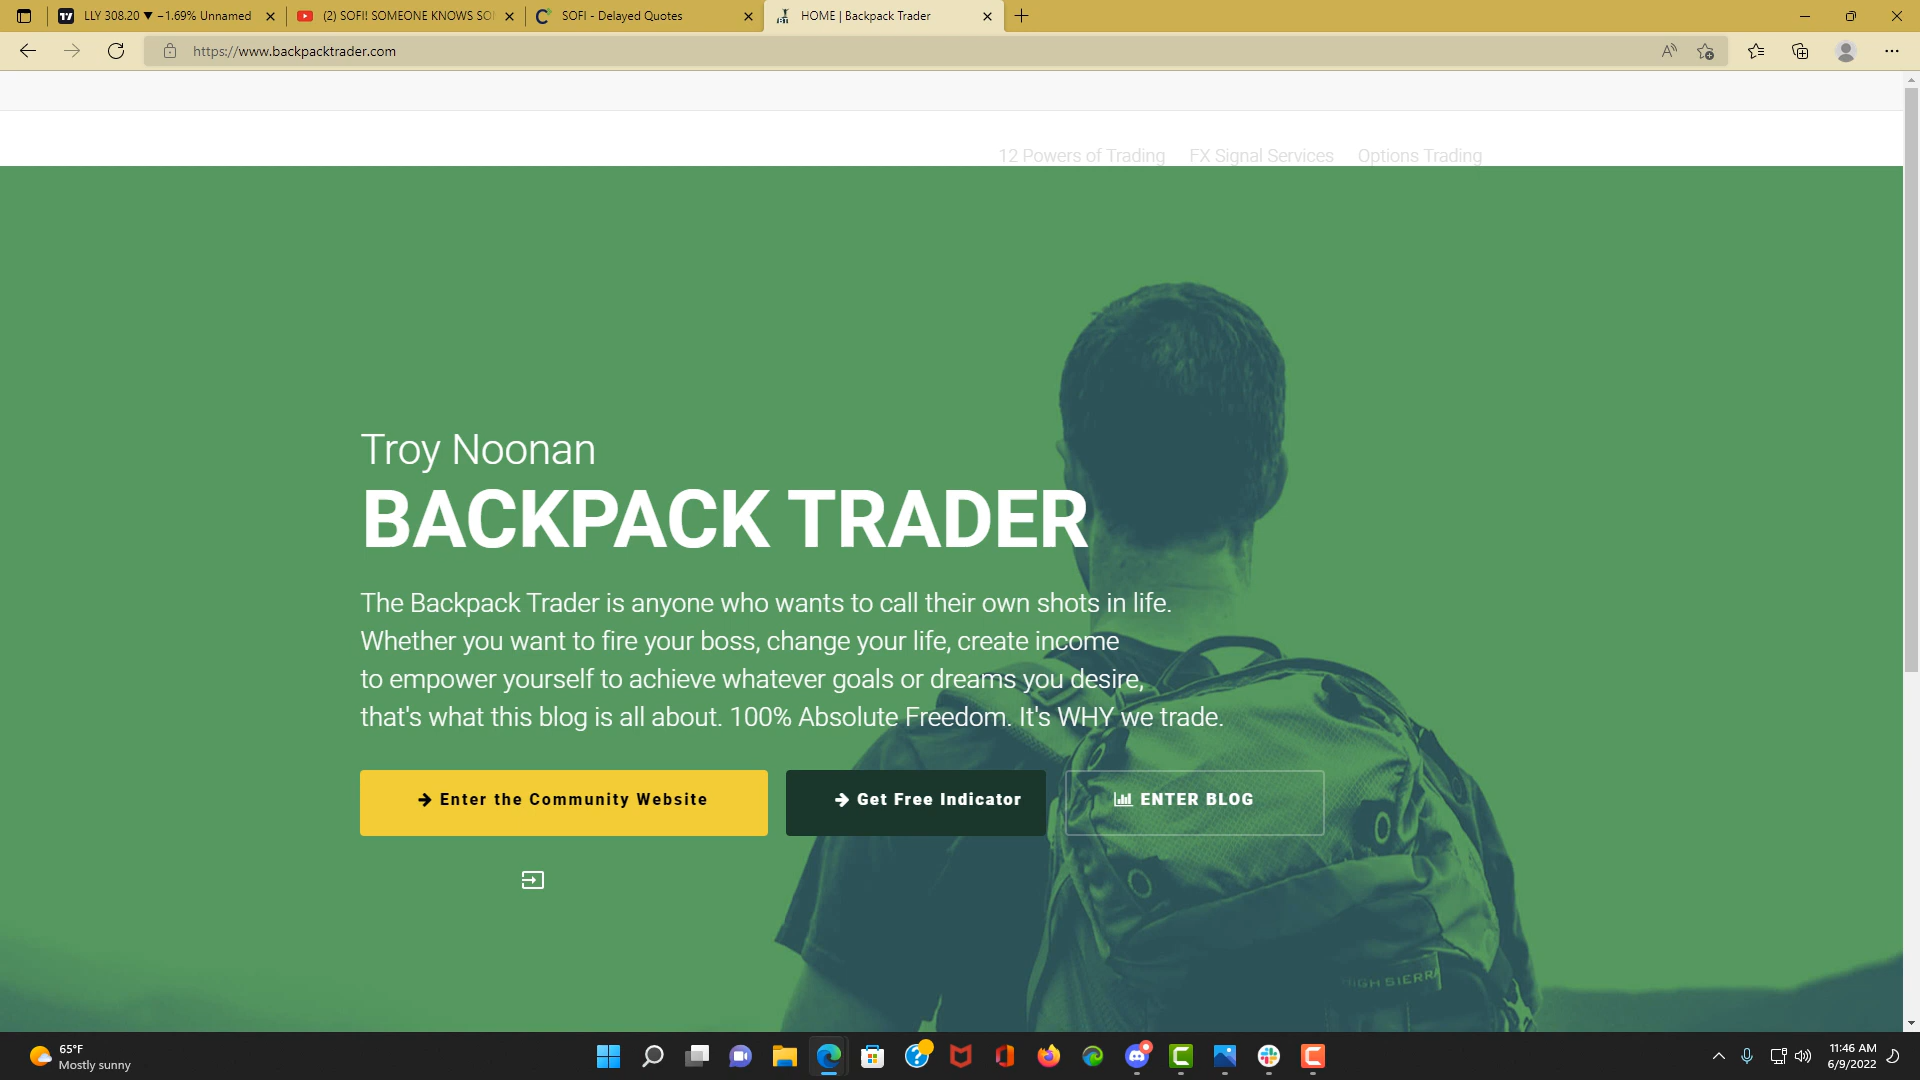 LLY 308.20 ▼ −1.69% Unnamed
(2) SOFI! SOMEONE KNOWS SO
SOFI - Delayed Quotes
HOME | Backpack Trader
https://www.backpacktrader.com
12 Powers of Trading FX Signal Services Options Trading
Troy Noonan
BACKPACK TRADER
The Backpack Trader is anyone who wants to call their own shots in life.
Whether you want to fire your boss, change your life, create income
to empower yourself to achieve whatever goals or dreams you desire,
that's what this blog is all about. 100% Absolute Freedom. It's WHY we trade.
Enter the Community Website
Get Free Indicator
ENTER BLOG
HIGH SIERRA
65°F
Mostly sunny
11:46 AM
6/9/2022